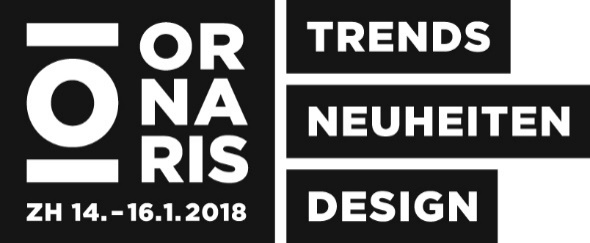 OR
NA
RIS
ZH 14.–16.1.2018
TRENDS
NEUHEITEN
DESIGN